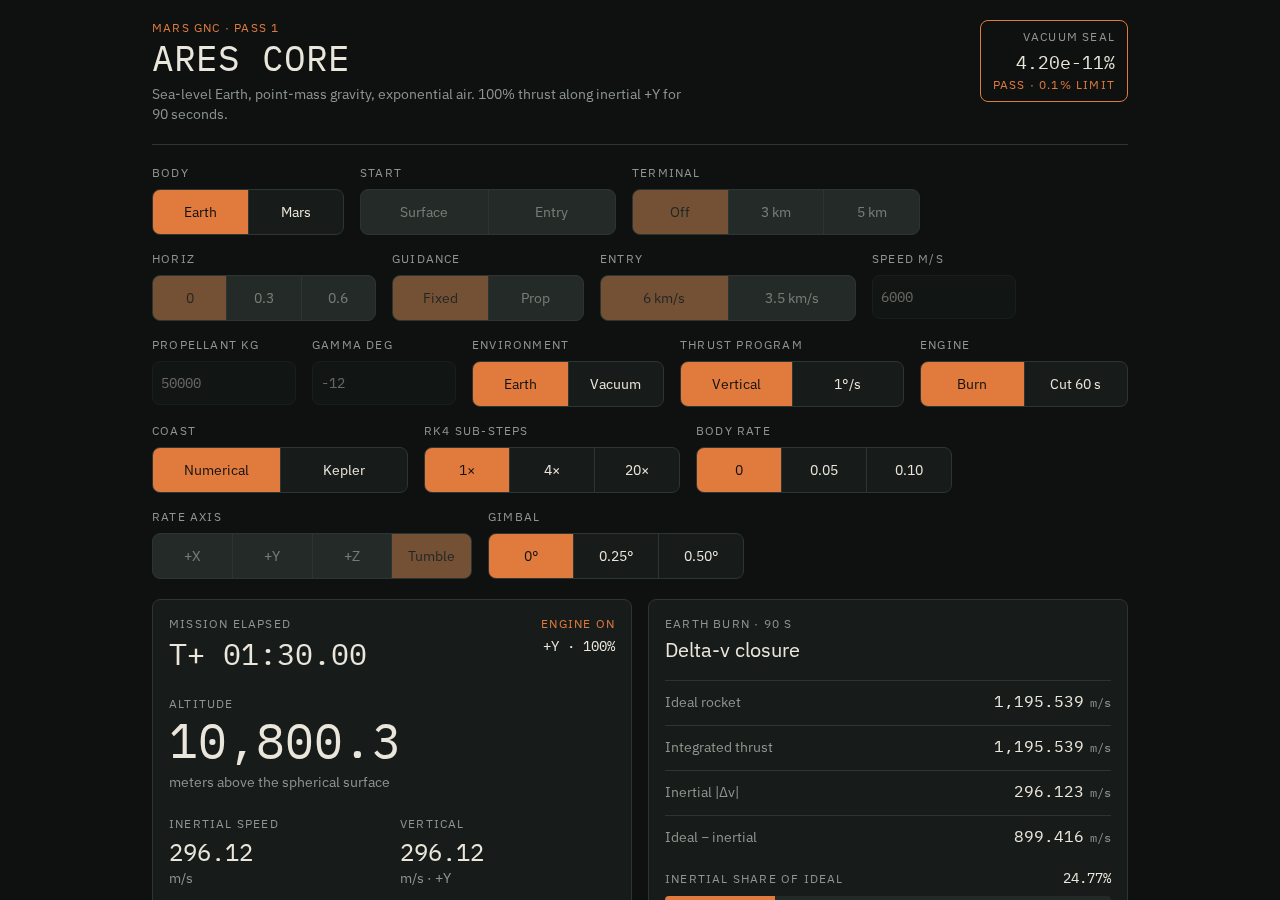 MARS GNC · PASS 1
ARES CORE
Sea-level Earth, point-mass gravity, exponential air. 100% thrust along inertial +Y for
90 seconds.
VACUUM SEAL
4.20e-11%
PASS · 0.1% LIMIT
BODY
Earth Mars
START
Surface Entry
TERMINAL
Off 3 km 5 km
HORIZ
0 0.3 0.6
GUIDANCE
Fixed Prop
ENTRY
6 km/s 3.5 km/s
SPEED M/S
6000
PROPELLANT KG
50000
GAMMA DEG
-12
ENVIRONMENT
Earth Vacuum
THRUST PROGRAM
Vertical 1°/s
ENGINE
Burn Cut 60 s
COAST
Numerical Kepler
RK4 SUB-STEPS
1× 4× 20×
BODY RATE
0 0.05 0.10
RATE AXIS
+X +Y +Z Tumble
GIMBAL
0° 0.25° 0.50°
MISSION ELAPSED
T+ 01:30.00
ENGINE ON
+Y · 100%
ALTITUDE
10,800.3
meters above the spherical surface
INERTIAL SPEED
296.12
m/s
VERTICAL
296.12
m/s · +Y
EARTH BURN · 90 S
Delta-v closure
Ideal rocket 1,195.539 m/s
Integrated thrust 1,195.539 m/s
Inertial |Δv| 296.123 m/s
Ideal − inertial 899.416 m/s
INERTIAL SHARE OF IDEAL 24.77%